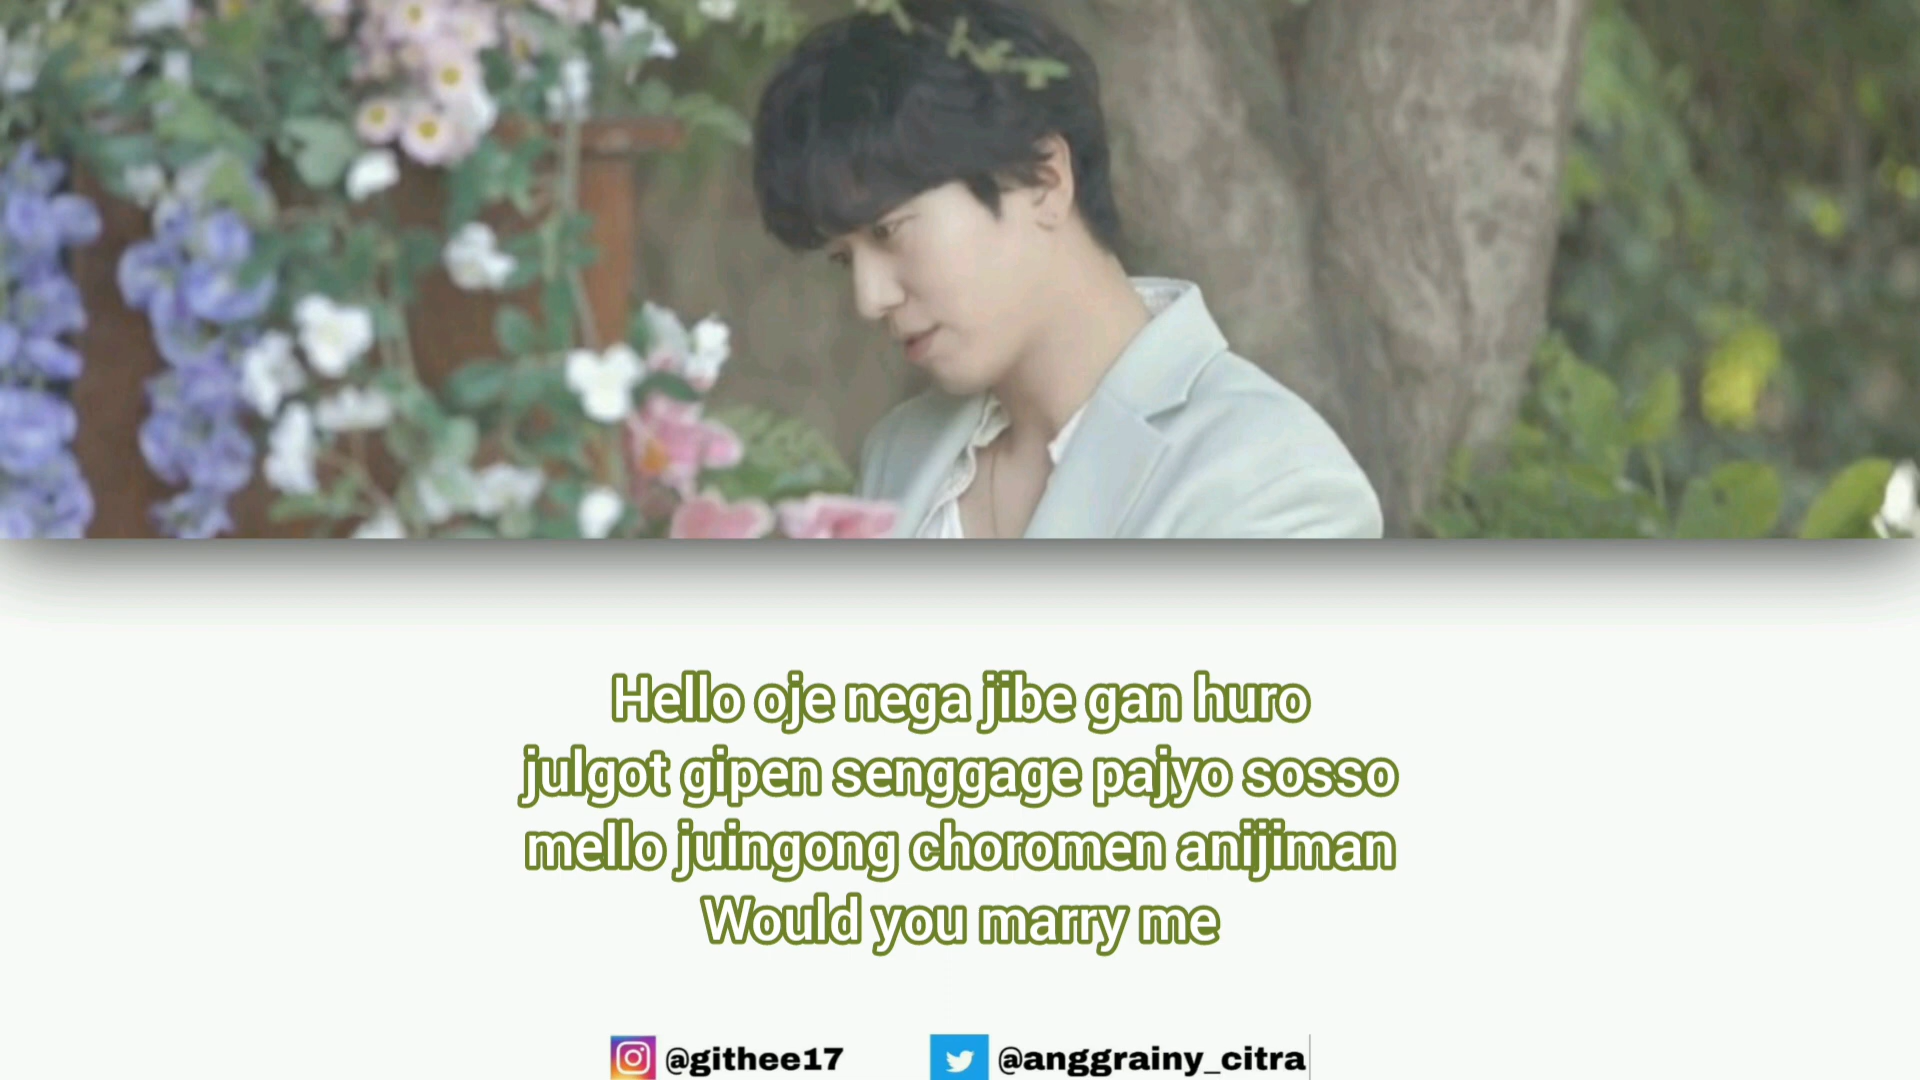 Hello oje nega jibe gan huro
julgot gipen senggage pajyo sosso
mello juingong choromen anijiman
Would you marry me
@githee17 @anggrainy_citra